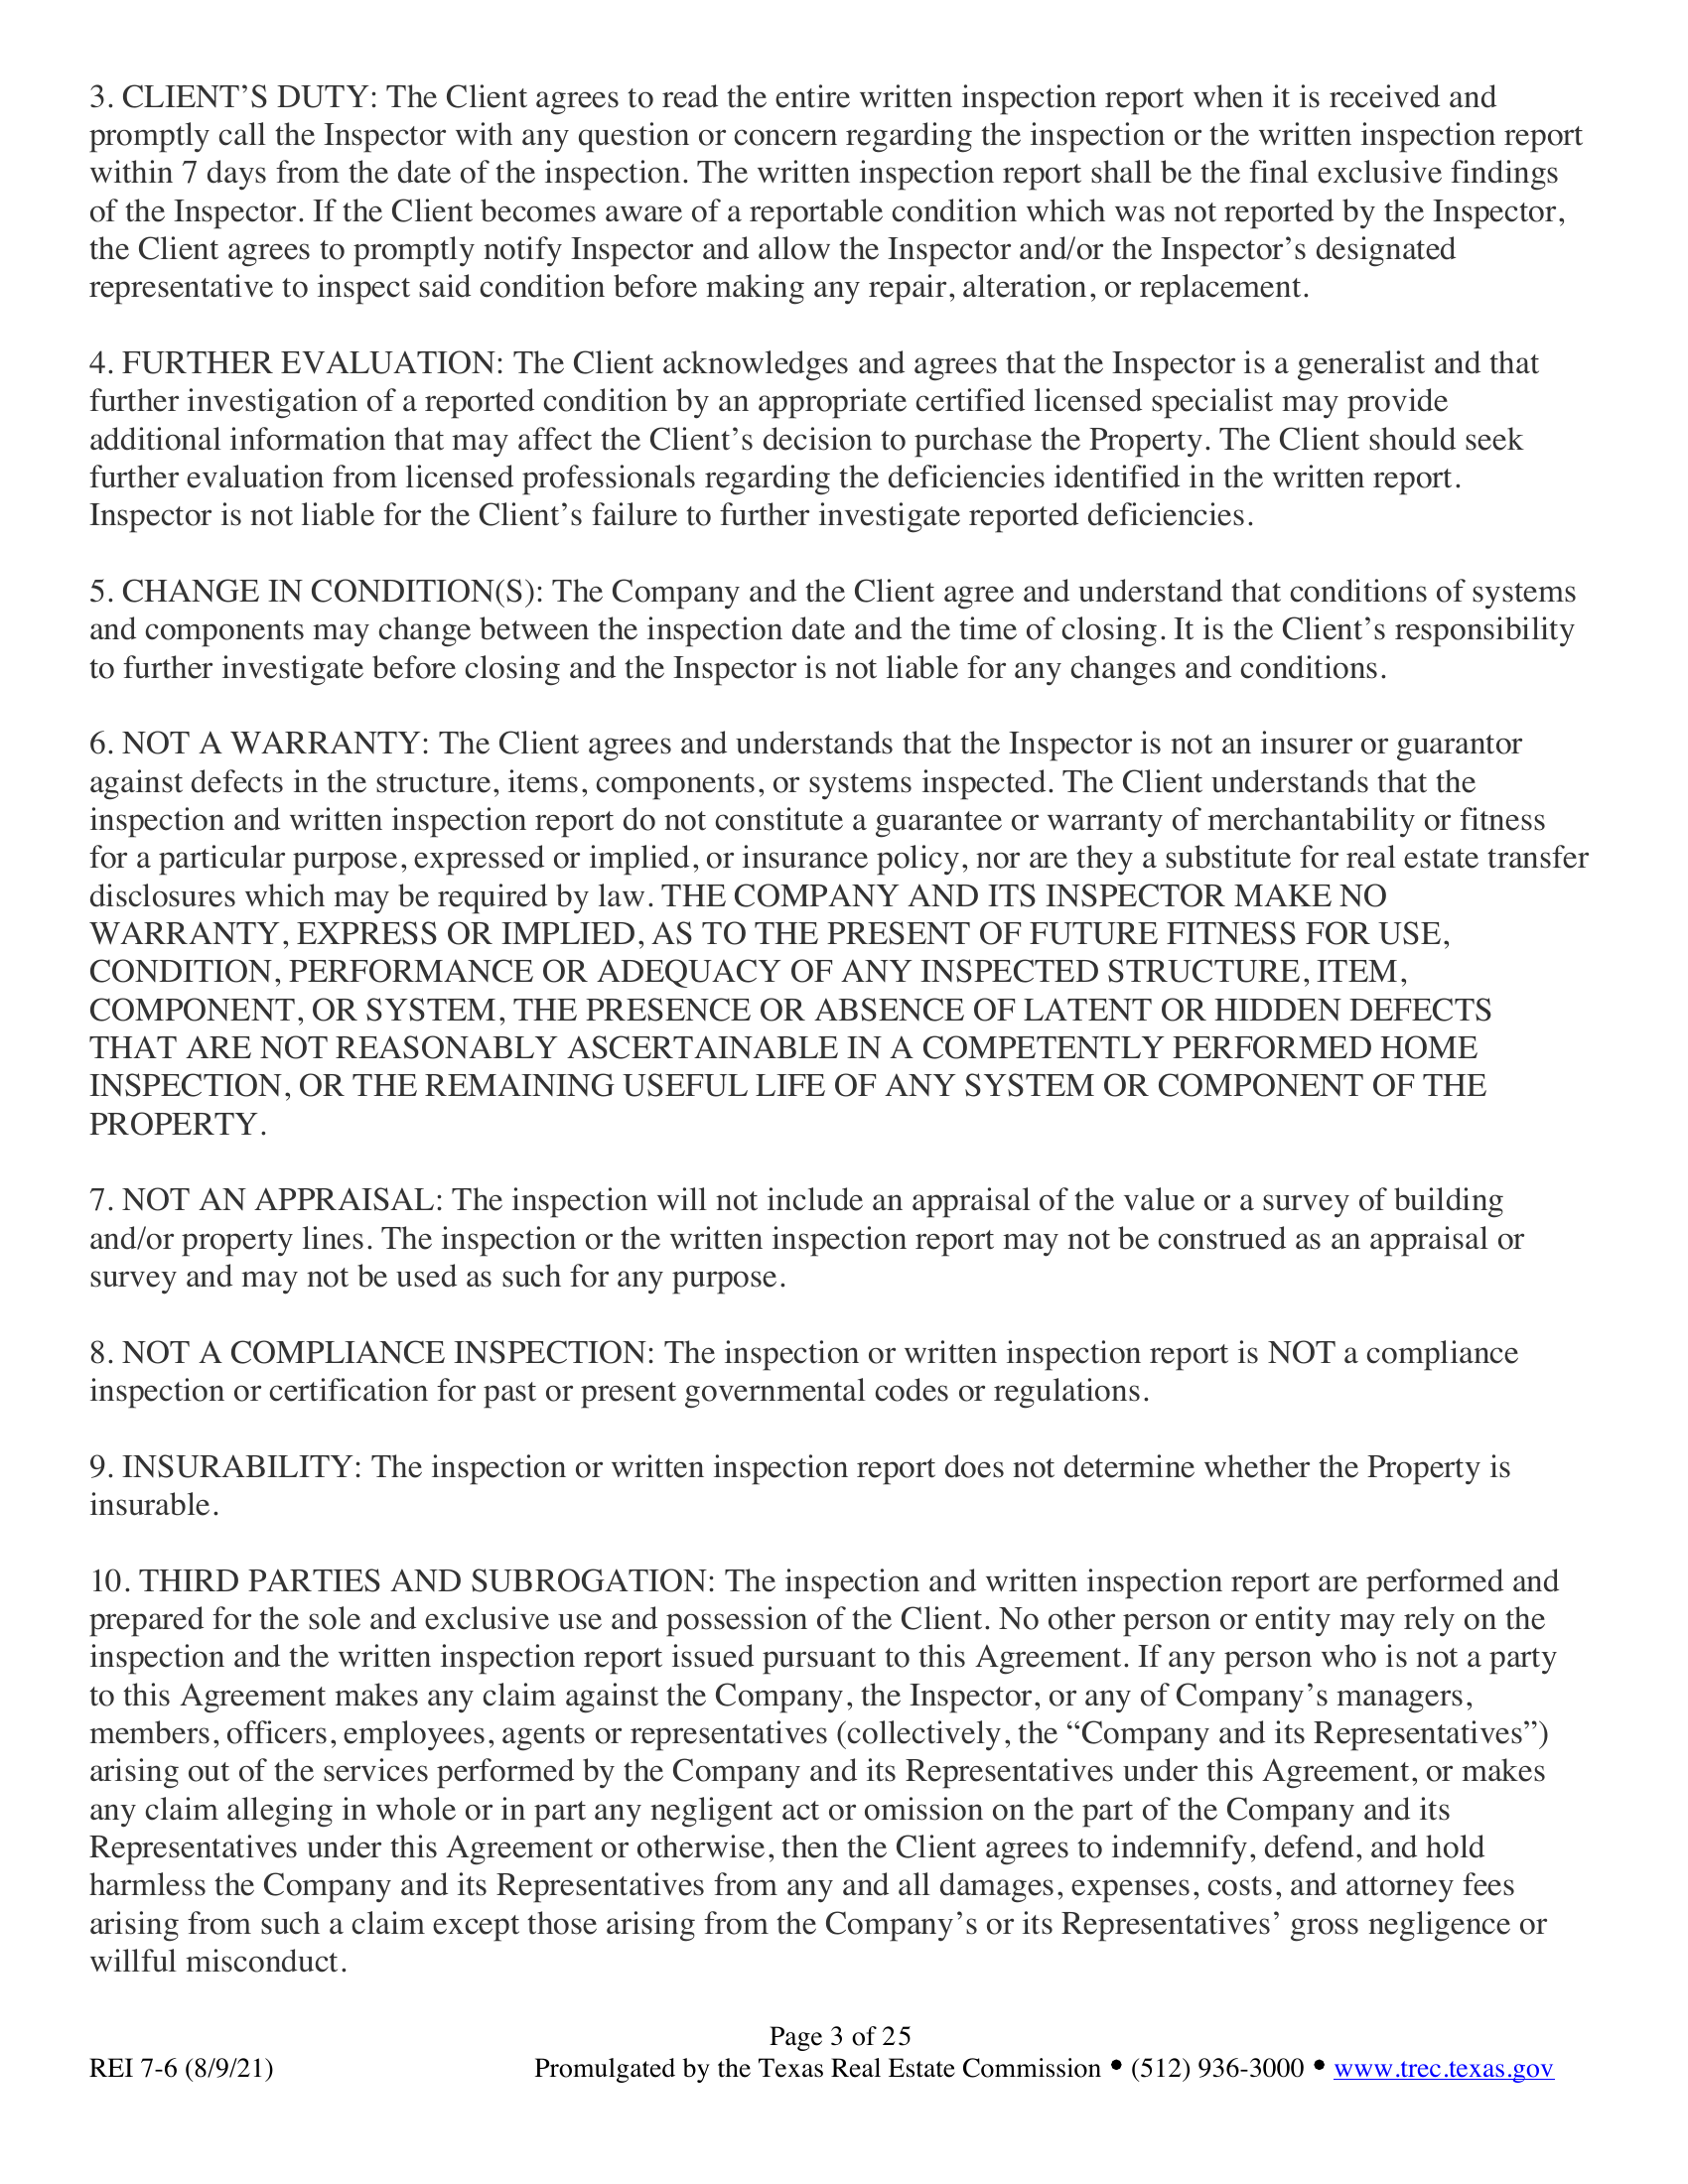 3. CLIENT’S DUTY: The Client agrees to read the entire written inspection report when it is received and
promptly call the Inspector with any question or concern regarding the inspection or the written inspection report
within 7 days from the date of the inspection. The written inspection report shall be the final exclusive findings
of the Inspector. If the Client becomes aware of a reportable condition which was not reported by the Inspector,
the Client agrees to promptly notify Inspector and allow the Inspector and/or the Inspector’s designated
representative to inspect said condition before making any repair, alteration, or replacement.
4. FURTHER EVALUATION: The Client acknowledges and agrees that the Inspector is a generalist and that
further investigation of a reported condition by an appropriate certified licensed specialist may provide
additional information that may affect the Client’s decision to purchase the Property. The Client should seek
further evaluation from licensed professionals regarding the deficiencies identified in the written report.
Inspector is not liable for the Client’s failure to further investigate reported deficiencies.
5. CHANGE IN CONDITION(S): The Company and the Client agree and understand that conditions of systems
and components may change between the inspection date and the time of closing. It is the Client’s responsibility
to further investigate before closing and the Inspector is not liable for any changes and conditions.
6. NOT A WARRANTY: The Client agrees and understands that the Inspector is not an insurer or guarantor
against defects in the structure, items, components, or systems inspected. The Client understands that the
inspection and written inspection report do not constitute a guarantee or warranty of merchantability or fitness
for a particular purpose, expressed or implied, or insurance policy, nor are they a substitute for real estate transfer
disclosures which may be required by law. THE COMPANY AND ITS INSPECTOR MAKE NO
WARRANTY, EXPRESS OR IMPLIED, AS TO THE PRESENT OF FUTURE FITNESS FOR USE,
CONDITION, PERFORMANCE OR ADEQUACY OF ANY INSPECTED STRUCTURE, ITEM,
COMPONENT, OR SYSTEM, THE PRESENCE OR ABSENCE OF LATENT OR HIDDEN DEFECTS
THAT ARE NOT REASONABLY ASCERTAINABLE IN A COMPETENTLY PERFORMED HOME
INSPECTION, OR THE REMAINING USEFUL LIFE OF ANY SYSTEM OR COMPONENT OF THE
PROPERTY.
7. NOT AN APPRAISAL: The inspection will not include an appraisal of the value or a survey of building
and/or property lines. The inspection or the written inspection report may not be construed as an appraisal or
survey and may not be used as such for any purpose.
8. NOT A COMPLIANCE INSPECTION: The inspection or written inspection report is NOT a compliance
inspection or certification for past or present governmental codes or regulations.
9. INSURABILITY: The inspection or written inspection report does not determine whether the Property is
insurable.
10. THIRD PARTIES AND SUBROGATION: The inspection and written inspection report are performed and
prepared for the sole and exclusive use and possession of the Client. No other person or entity may rely on the
inspection and the written inspection report issued pursuant to this Agreement. If any person who is not a party
to this Agreement makes any claim against the Company, the Inspector, or any of Company’s managers,
members, officers, employees, agents or representatives (collectively, the “Company and its Representatives”)
arising out of the services performed by the Company and its Representatives under this Agreement, or makes
any claim alleging in whole or in part any negligent act or omission on the part of the Company and its
Representatives under this Agreement or otherwise, then the Client agrees to indemnify, defend, and hold
harmless the Company and its Representatives from any and all damages, expenses, costs, and attorney fees
arising from such a claim except those arising from the Company’s or its Representatives’ gross negligence or
willful misconduct.
Page 3 of 25
REI 7-6 (8/9/21) Promulgated by the Texas Real Estate Commission • (512) 936-3000 • www.trec.texas.gov